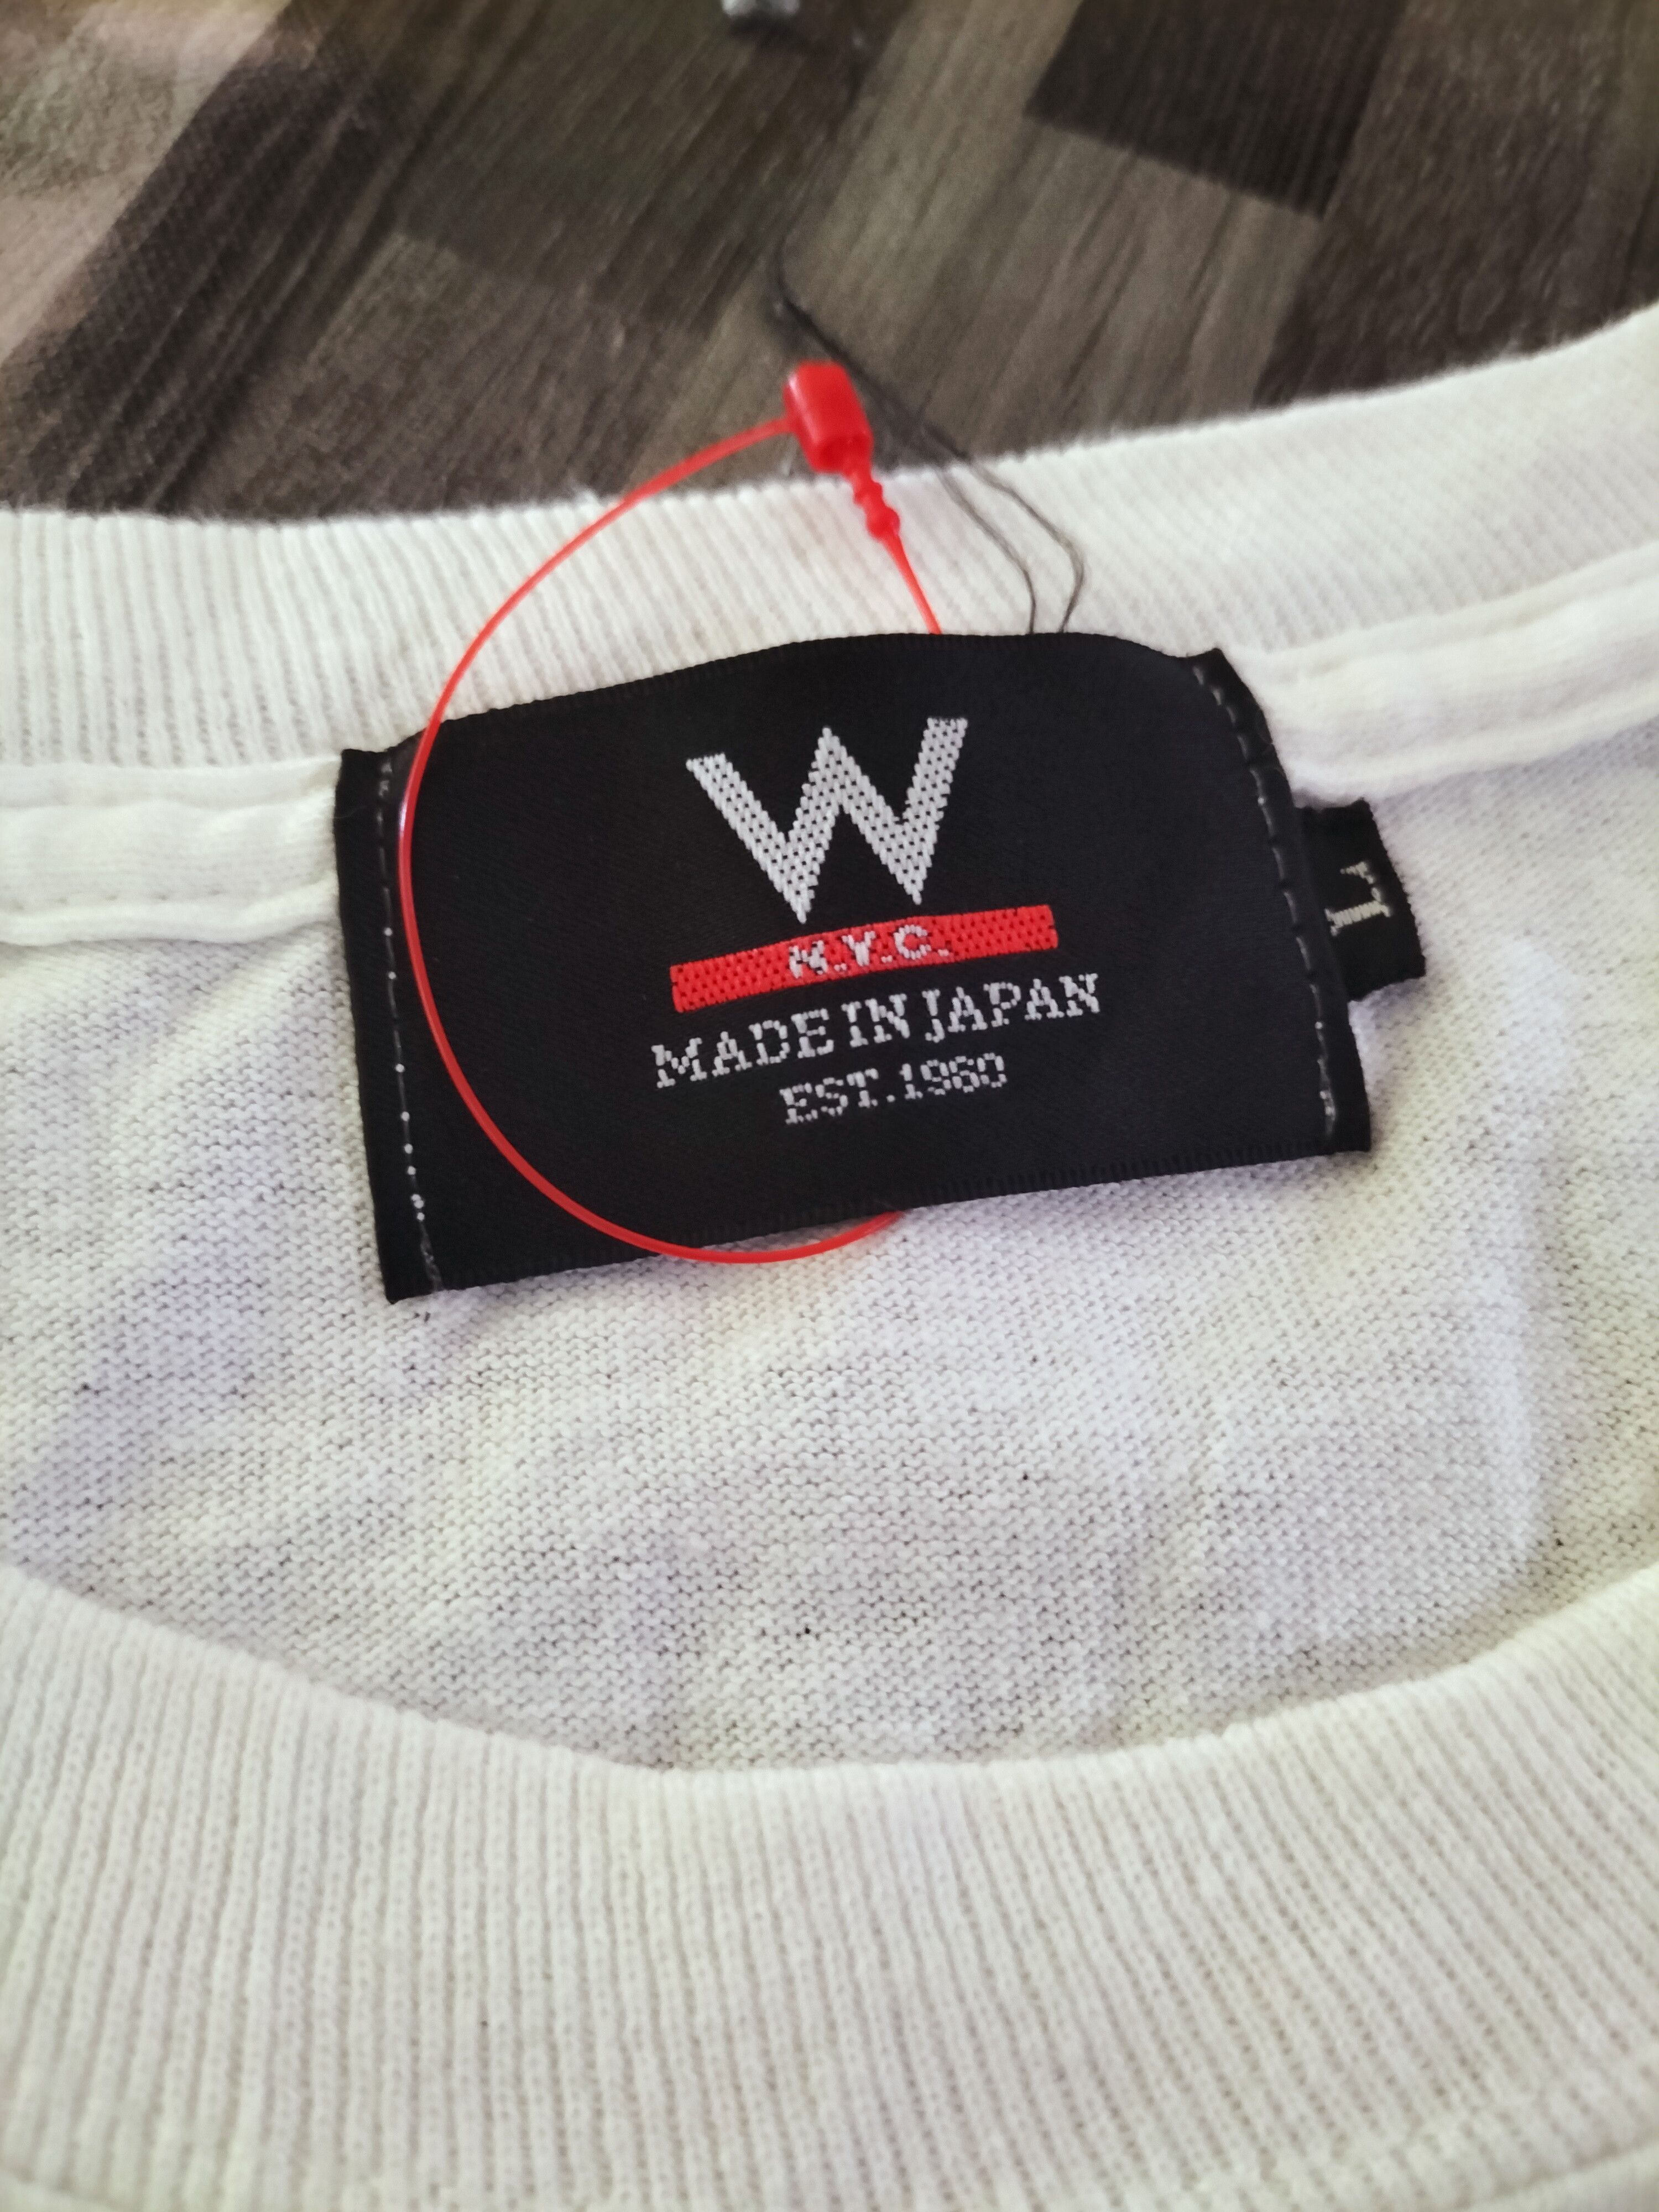 W
N.Y.C.
MADE IN JAPAN
EST.1960
L